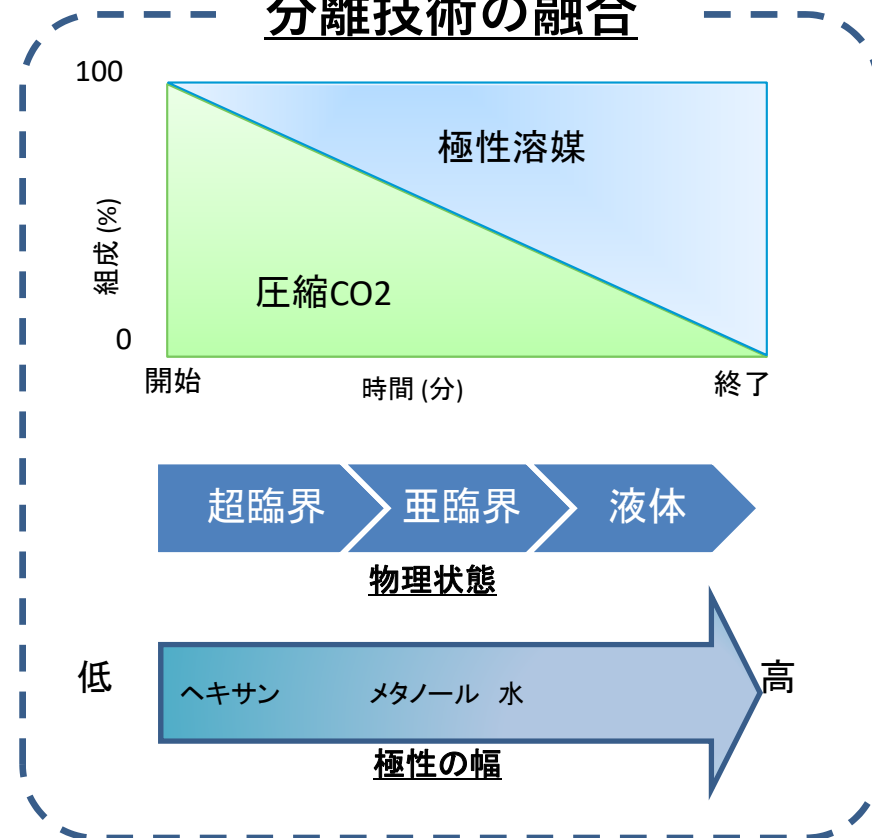 分離技術の融合
100
極性溶媒
組成 (%)
圧縮CO2
0
開始
時間 (分)
終了
超臨界
亜臨界
液体
物理状態
低
ヘキサン
メタノール 水
高
極性の幅